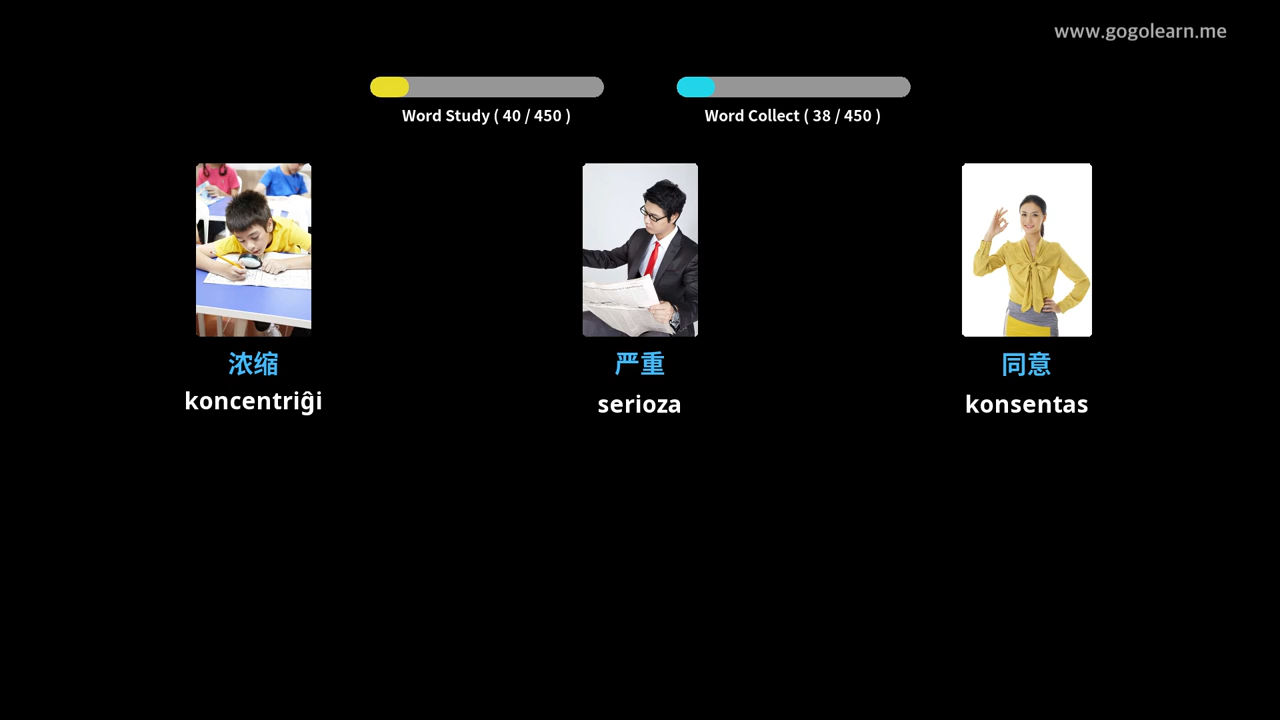 www.gogolearn.me
Word Study ( 40 / 450 )
Word Collect ( 38 / 450 )
浓缩
严重
同意
koncentriĝi
serioza
konsentas